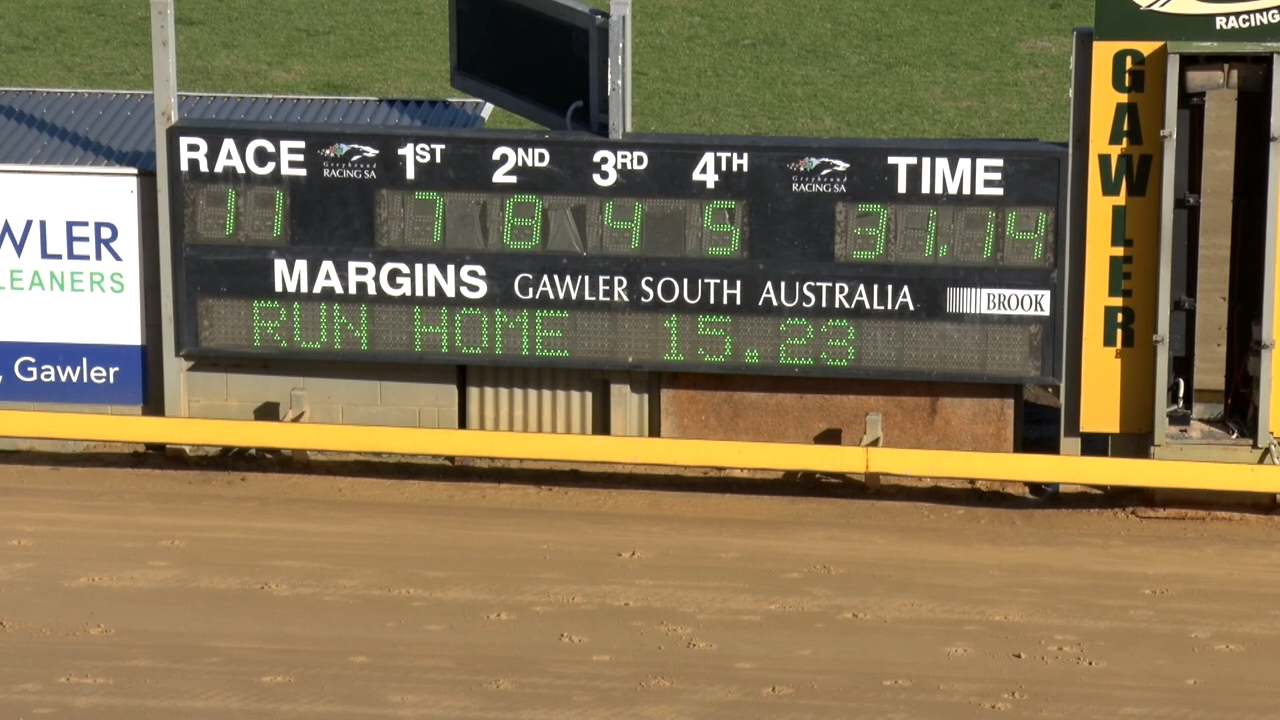 RACING
GAWLER
RACE 1ST 2ND 3RD 4TH TIME
Greyhound RACING SA
Greyhound RACING SA
11 7 8 4 5 31.14
MARGINS GAWLER SOUTH AUSTRALIA BROOK
RUN HOME 15.23
WLER
LEANERS
, Gawler